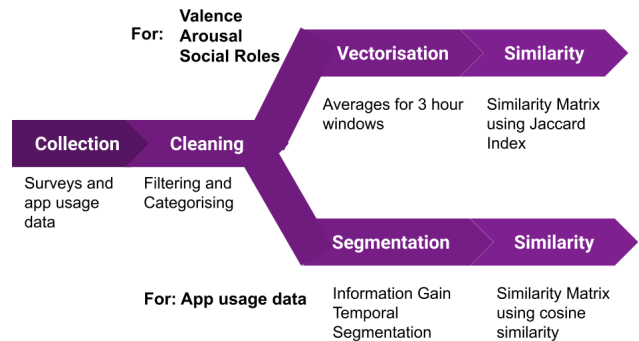 For:
Valence
Arousal
Social Roles
Vectorisation
Similarity
Averages for 3 hour
windows
Similarity Matrix
using Jaccard
Index
Collection
Cleaning
Surveys and
app usage
data
Filtering and
Categorising
Segmentation
Similarity
For: App usage data
Information Gain
Temporal
Segmentation
Similarity Matrix
using cosine
similarity